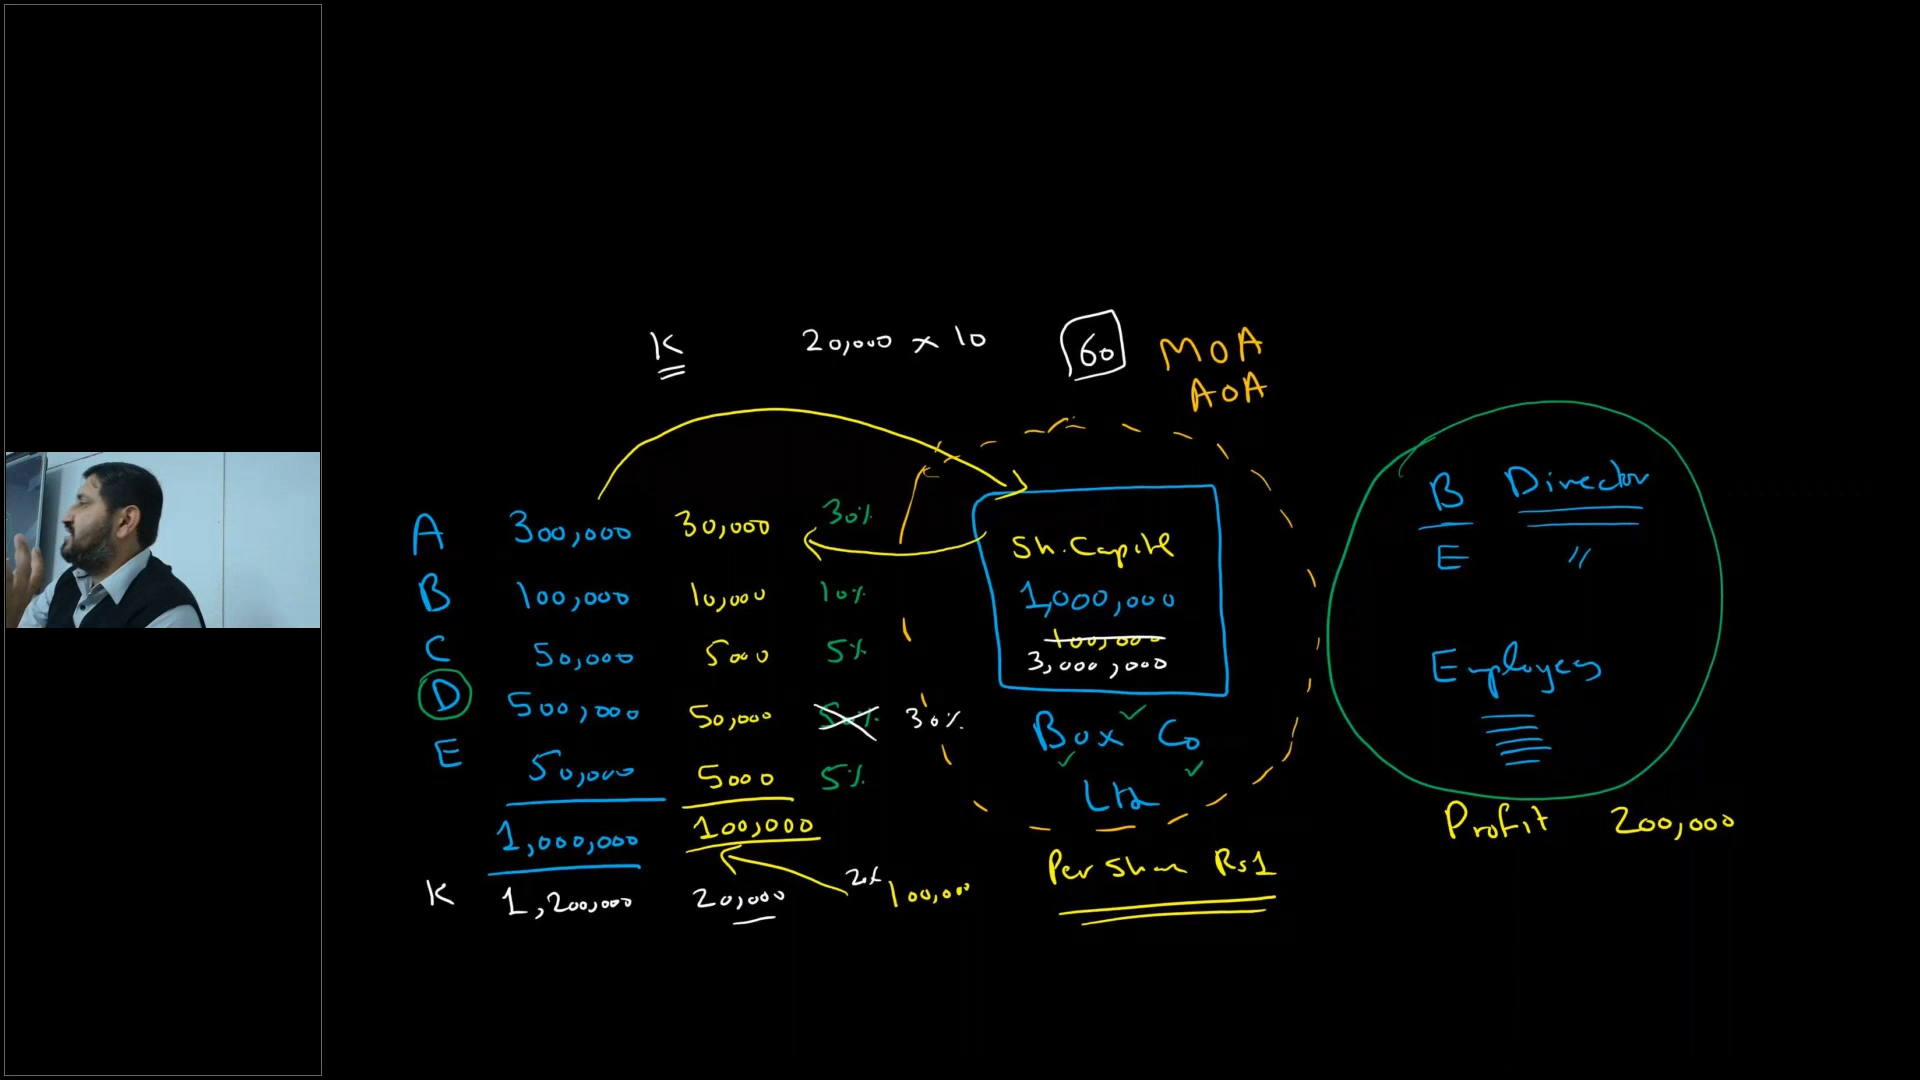 K 20,000 x 10 60 MOA
AOA
A 300,000 30,000 30%
B 100,000 10,000 10%
C 50,000 5000 5%
D 500,000 50,000 50% 30%
E 50,000 5000 5%
1,000,000 100,000
K 1,200,000 20,000 100,000
Sh. Capital
1,000,000
100,000
3,000,000
Box Co
Ltd
Per Share Rs1
B Director
E "
Employees
Profit 200,000